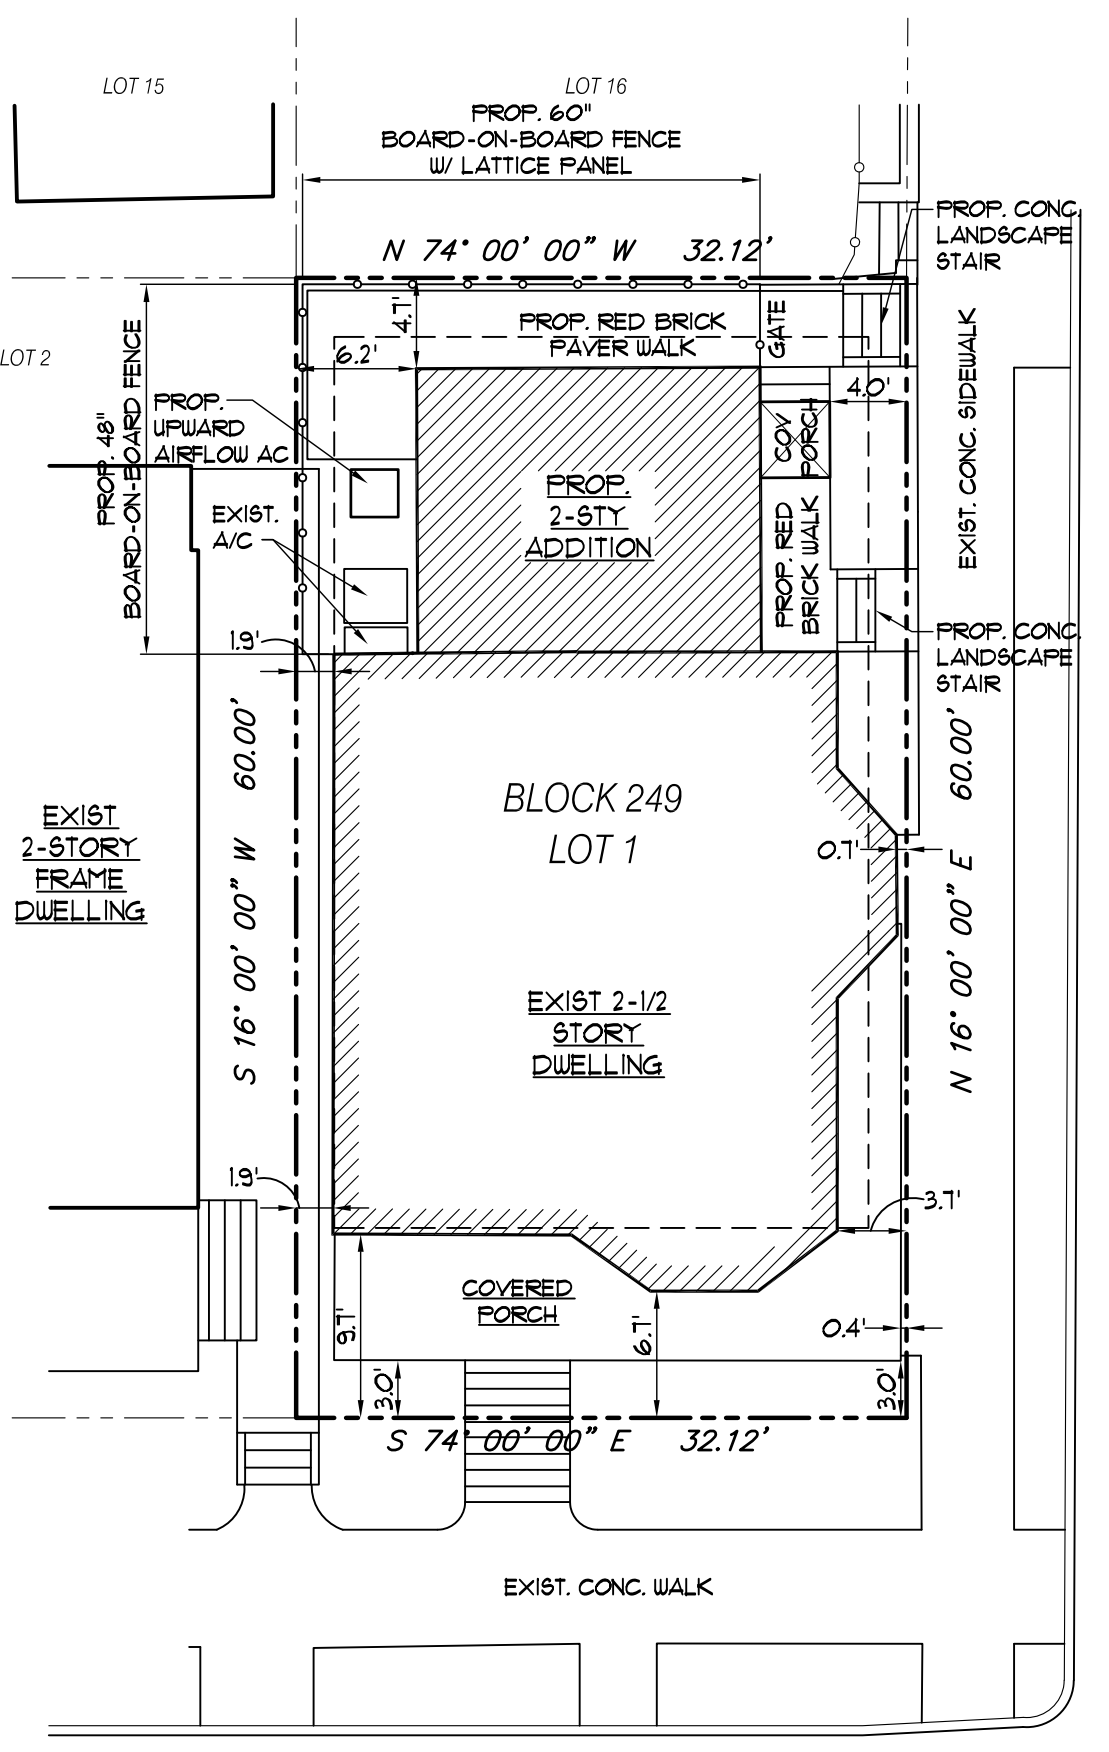 LOT 15
LOT 16
PROP. 60"
BOARD-ON-BOARD FENCE
W/ LATTICE PANEL
PROP. CONC.
LANDSCAPE
STAIR
N 74° 00' 00" W 32.12'
LOT 2
PROP. 48"
BOARD-ON-BOARD FENCE
4.7'
PROP. RED BRICK
PAVER WALK
GATE
6.2'
4.0'
EXIST. CONC. SIDEWALK
PROP.
UPWARD
AIRFLOW AC
COV
PORCH
PROP.
2-STY
ADDITION
EXIST.
A/C
PROP. RED
BRICK WALK
PROP. CONC.
LANDSCAPE
STAIR
1.9'
S 16° 00' 00" W 60.00'
N 16° 00' 00" E 60.00'
BLOCK 249
LOT 1
EXIST
2-STORY
FRAME
DWELLING
0.7'
EXIST 2-1/2
STORY
DWELLING
1.9'
3.7'
COVERED
PORCH
9.7'
6.7'
0.4'
3.0'
3.0'
S 74° 00' 00" E 32.12'
EXIST. CONC. WALK